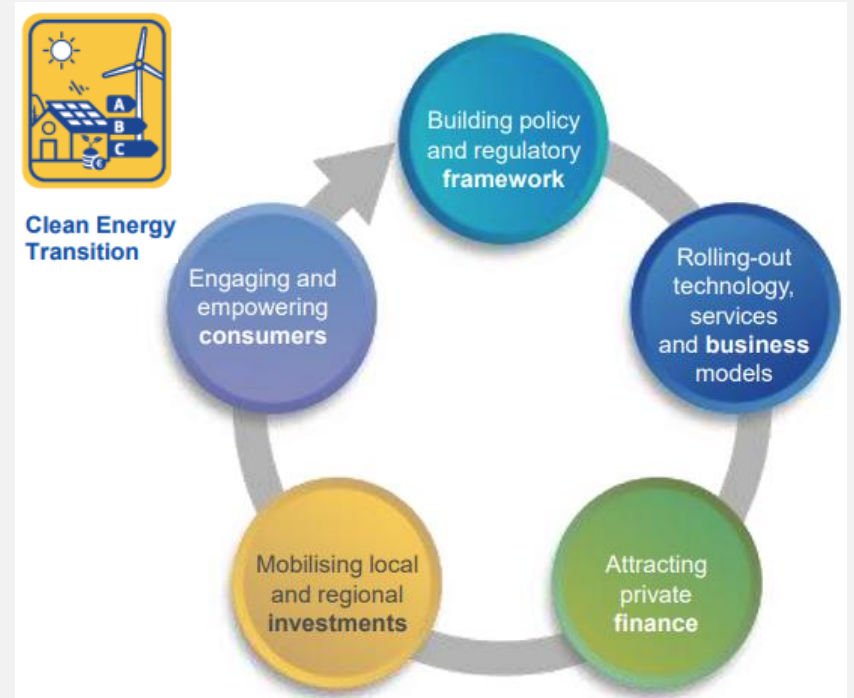 A
B
C
€
Clean Energy
Transition
Building policy
and regulatory
framework
Rolling-out
technology,
services
and business
models
Attracting
private
finance
Mobilising local
and regional
investments
Engaging and
empowering
consumers